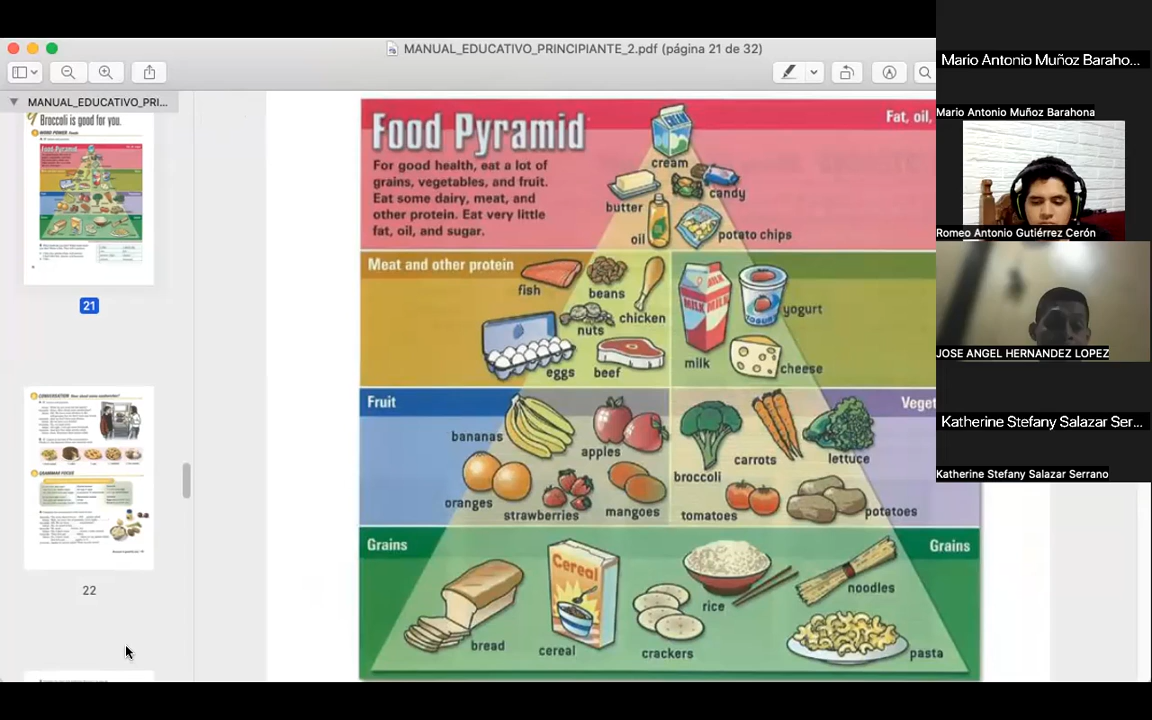 MANUAL_EDUCATIVO_PRINCIPIANTE_2.pdf (página 21 de 32)
MANUAL_EDUCATIVO_PRI...
Broccoli is good for you.
21
22
Food Pyramid
For good health, eat a lot of
grains, vegetables, and fruit.
Eat some dairy, meat, and
other protein. Eat very little
fat, oil, and sugar.
Fat, oil,
cream
candy
butter
oil
potato chips
Meat and other protein
fish
beans
chicken
nuts
eggs
beef
MILK MILK
milk
YOGURT
yogurt
cheese
Fruit
Veget
bananas
apples
oranges
strawberries
mangoes
broccoli
carrots
lettuce
tomatoes
potatoes
Grains
Grains
bread
Cereal
cereal
crackers
rice
noodles
pasta
Mario Antonio Muñoz Baraho...
Mario Antonio Muñoz Barahona
Romeo Antonio Gutiérrez Cerón
JOSE ANGEL HERNANDEZ LOPEZ
Katherine Stefany Salazar Ser...
Katherine Stefany Salazar Serrano